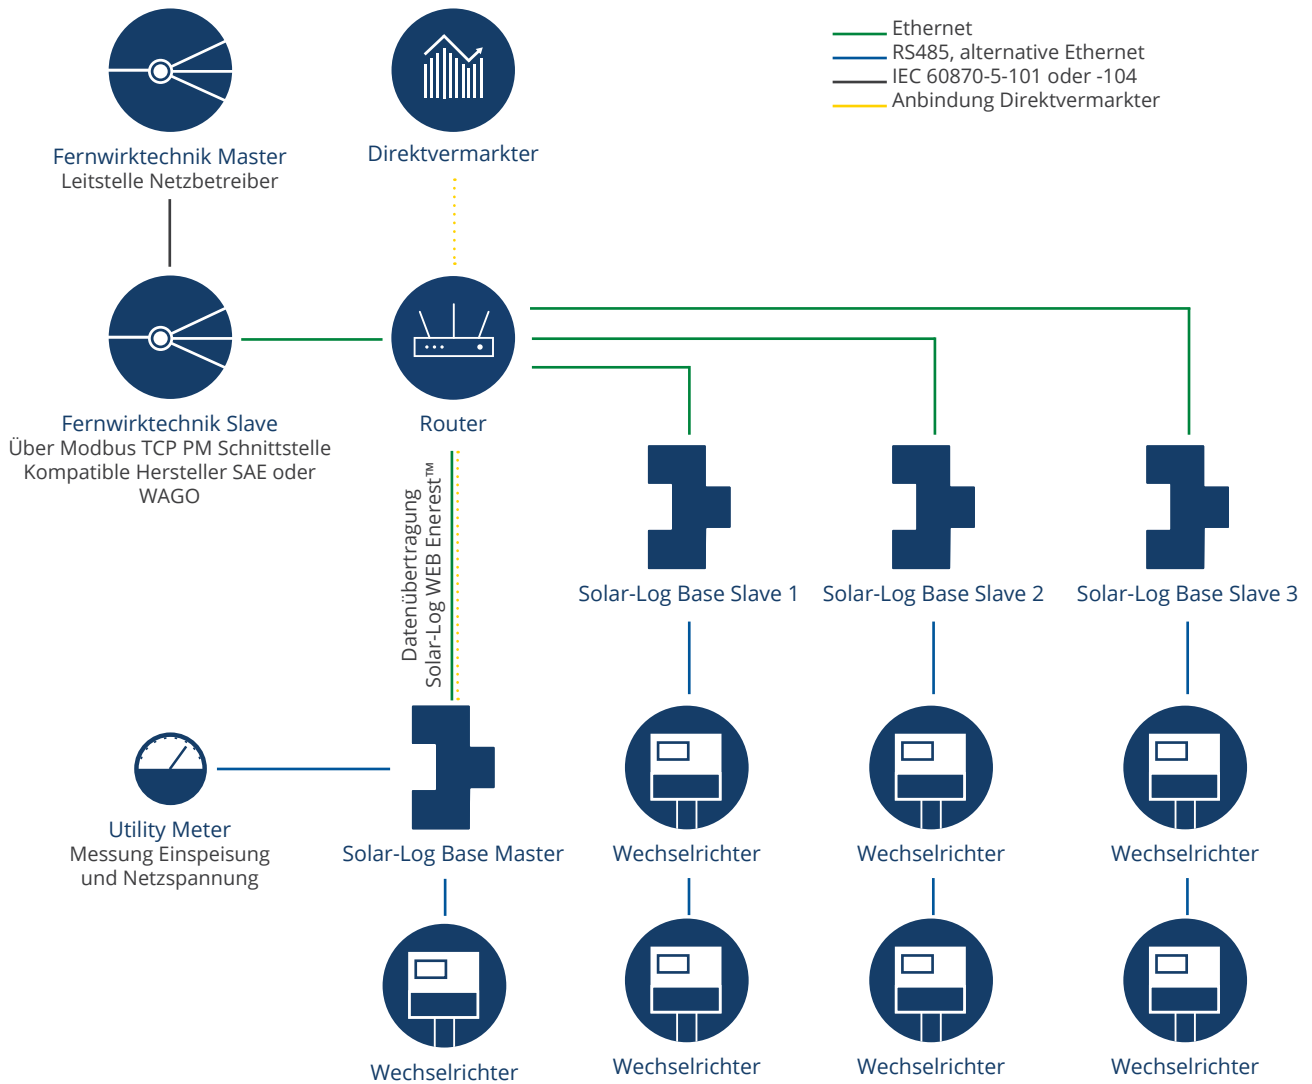 Ethernet
RS485, alternative Ethernet
IEC 60870-5-101 oder -104
Anbindung Direktvermarkter
Fernwirktechnik Master
Leitstelle Netzbetreiber
Direktvermarkter
Fernwirktechnik Slave
Über Modbus TCP PM Schnittstelle
Kompatible Hersteller SAE oder
WAGO
Router
Datenübertragung
Solar-Log WEB Enerest™
Solar-Log Base Slave 1
Solar-Log Base Slave 2
Solar-Log Base Slave 3
Utility Meter
Messung Einspeisung
und Netzspannung
Solar-Log Base Master
Wechselrichter
Wechselrichter
Wechselrichter
Wechselrichter
Wechselrichter
Wechselrichter
Wechselrichter